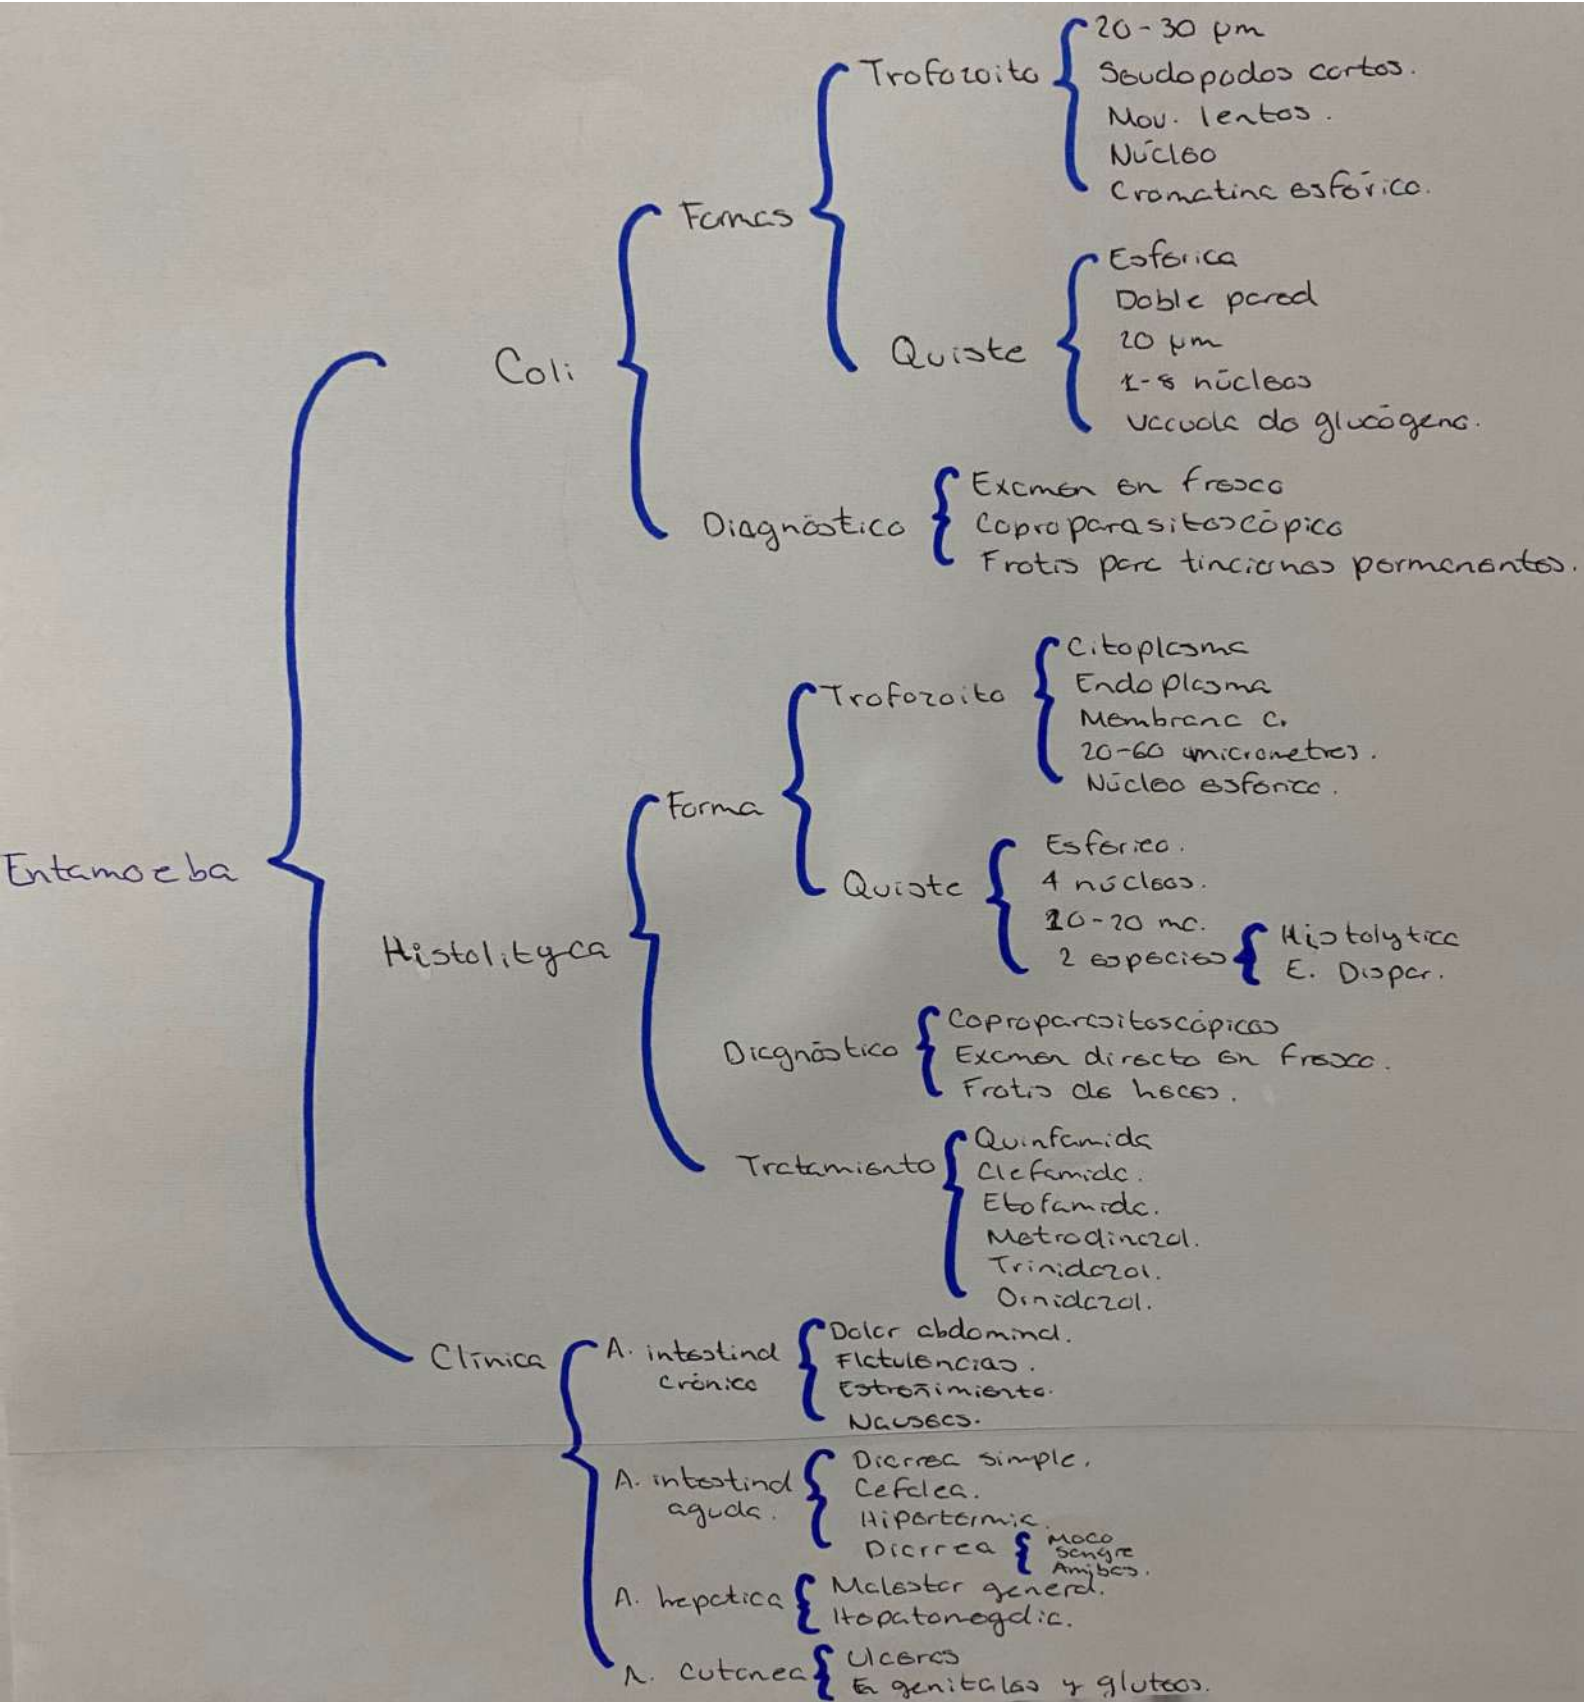 20-30 µm
Trofozoito
Seudopodos cortos.
Mov. lentos.
Núcleo
Cromatina esférica.
Formas
Esférica
Doble pared
20 µm
Quiste
1-8 núcleos
Vacuola de glucógeno.
Coli
Examen en fresco
Diagnóstico
Coproparasitoscópico
Frotis para tinciones permanentes.
Citoplasma
Trofozoito
Endoplasma
Membrana C.
20-60 micrometros.
Núcleo esférico.
Forma
Esférico.
Quiste
4 núcleos.
10-20 mc.
2 especies
Histolytica
E. Dispar.
Entamoeba
Histolityca
Coproparasitoscópicos
Diagnóstico
Examen directo en fresco.
Frotis de heces.
Quinfamida
Tratamiento
Clefamida.
Etofamida.
Metrodinazol.
Trinidazol.
Ornidazol.
Clínica
A. intestinal
crónica
Dolor abdominal.
Flatulencias.
Estreñimiento.
Nauseas.
A. intestinal
aguda.
Diarrea simple.
Cefalea.
Hipertermia.
Diarrea
Moco
Sangre
Amibas.
A. hepatica
Malestar general.
Hepatomegalia.
A. cutanea
Ulceras
En genitales y gluteos.